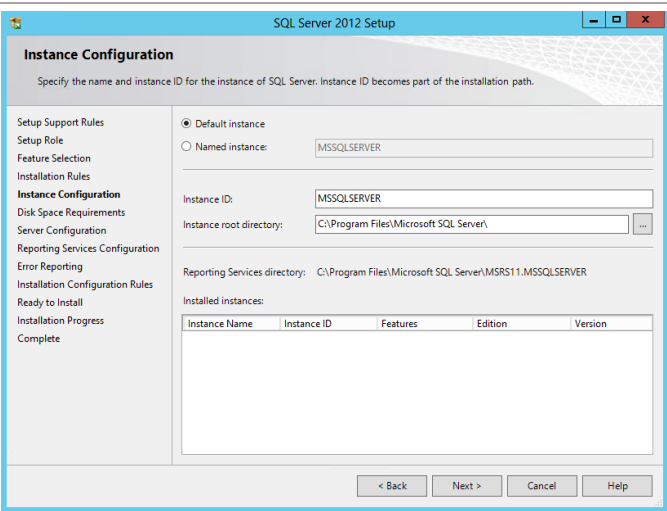 SQL Server 2012 Setup
Instance Configuration
Specify the name and instance ID for the instance of SQL Server. Instance ID becomes part of the installation path.
Setup Support Rules
Setup Role
Feature Selection
Installation Rules
Instance Configuration
Disk Space Requirements
Server Configuration
Reporting Services Configuration
Error Reporting
Installation Configuration Rules
Ready to Install
Installation Progress
Complete
Default instance
Named instance: MSSQLSERVER
Instance ID: MSSQLSERVER
Instance root directory: C:\Program Files\Microsoft SQL Server\ ...
Reporting Services directory: C:\Program Files\Microsoft SQL Server\MSRS11.MSSQLSERVER
Installed instances:
Instance Name Instance ID Features Edition Version
< Back Next > Cancel Help